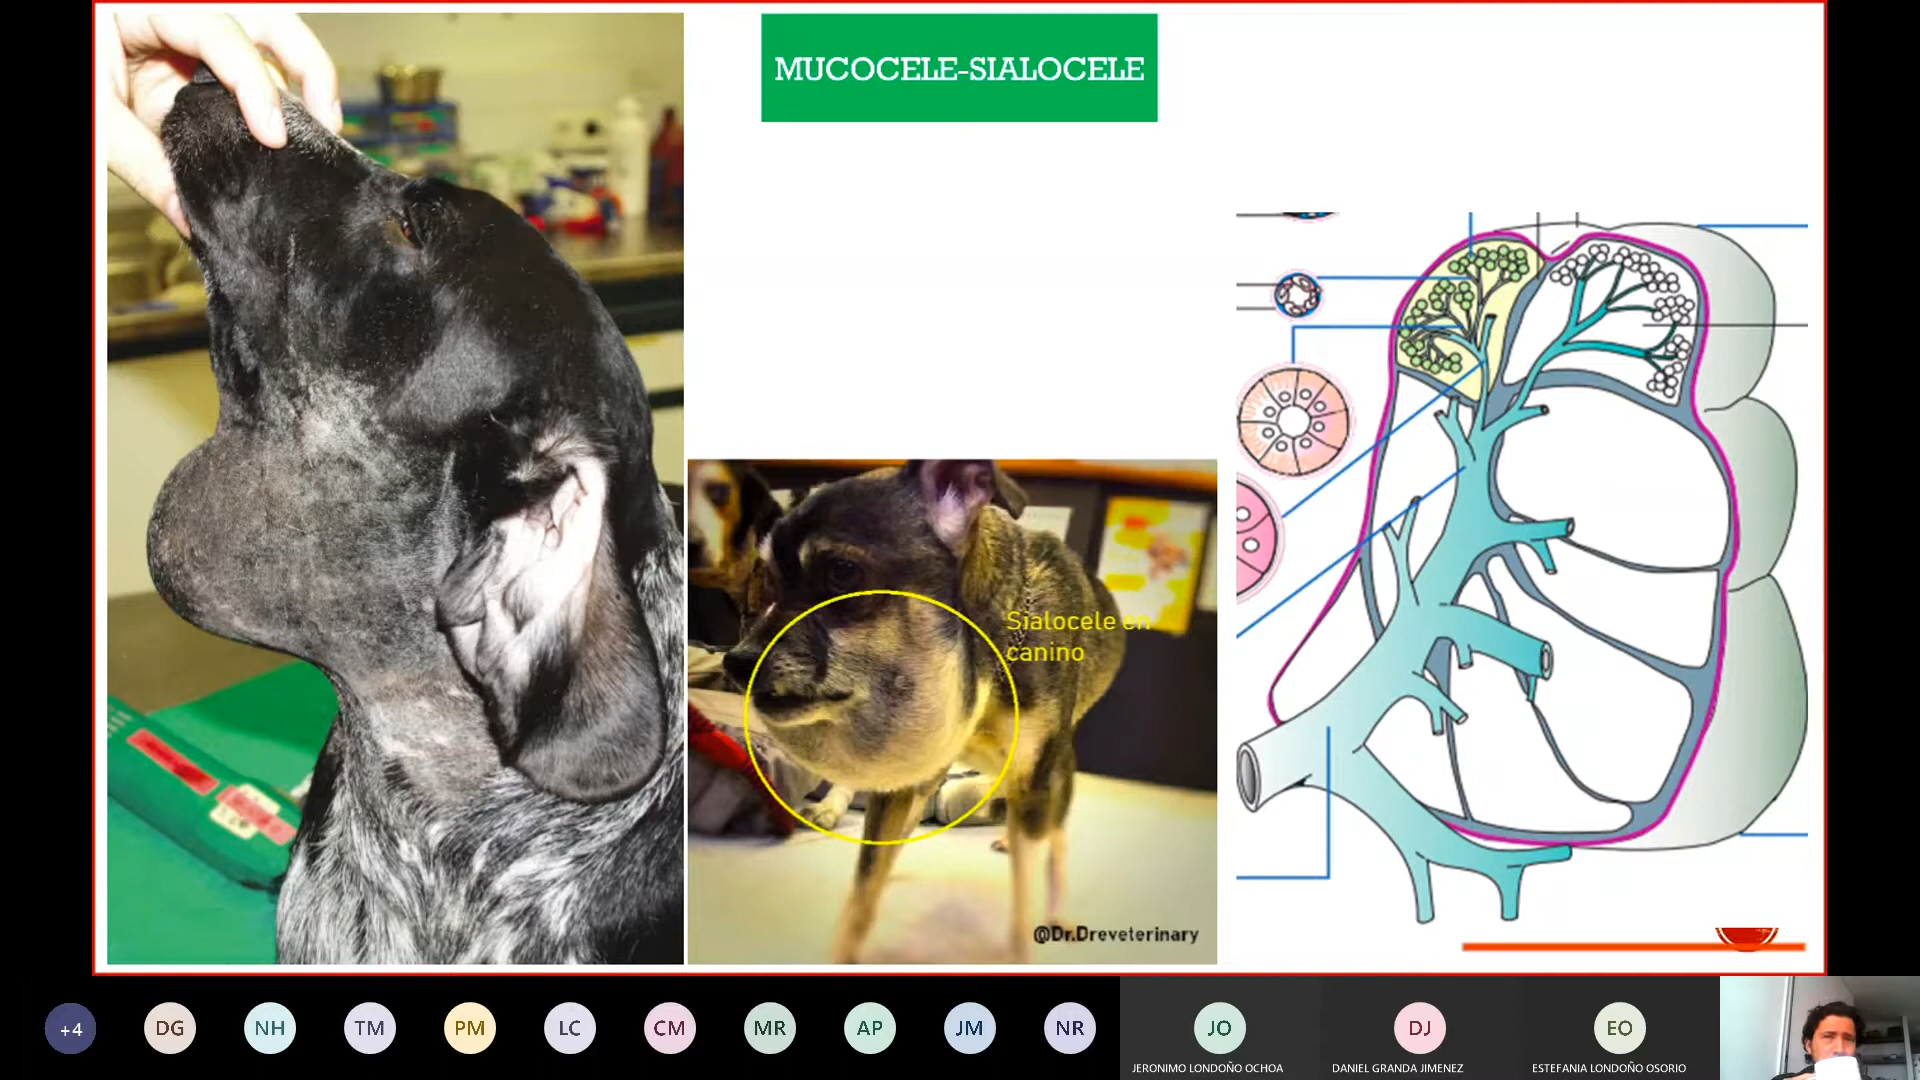 MUCOCELE-SIALOCELE
Sialocele en
canino
@Dr.Dreveterinary
+4
DG
NH
TM
PM
LC
CM
MR
AP
JM
NR
JO
DJ
EO
JERONIMO LONDOÑO OCHOA
DANIEL GRANDA JIMENEZ
ESTEFANIA LONDOÑO OSORIO